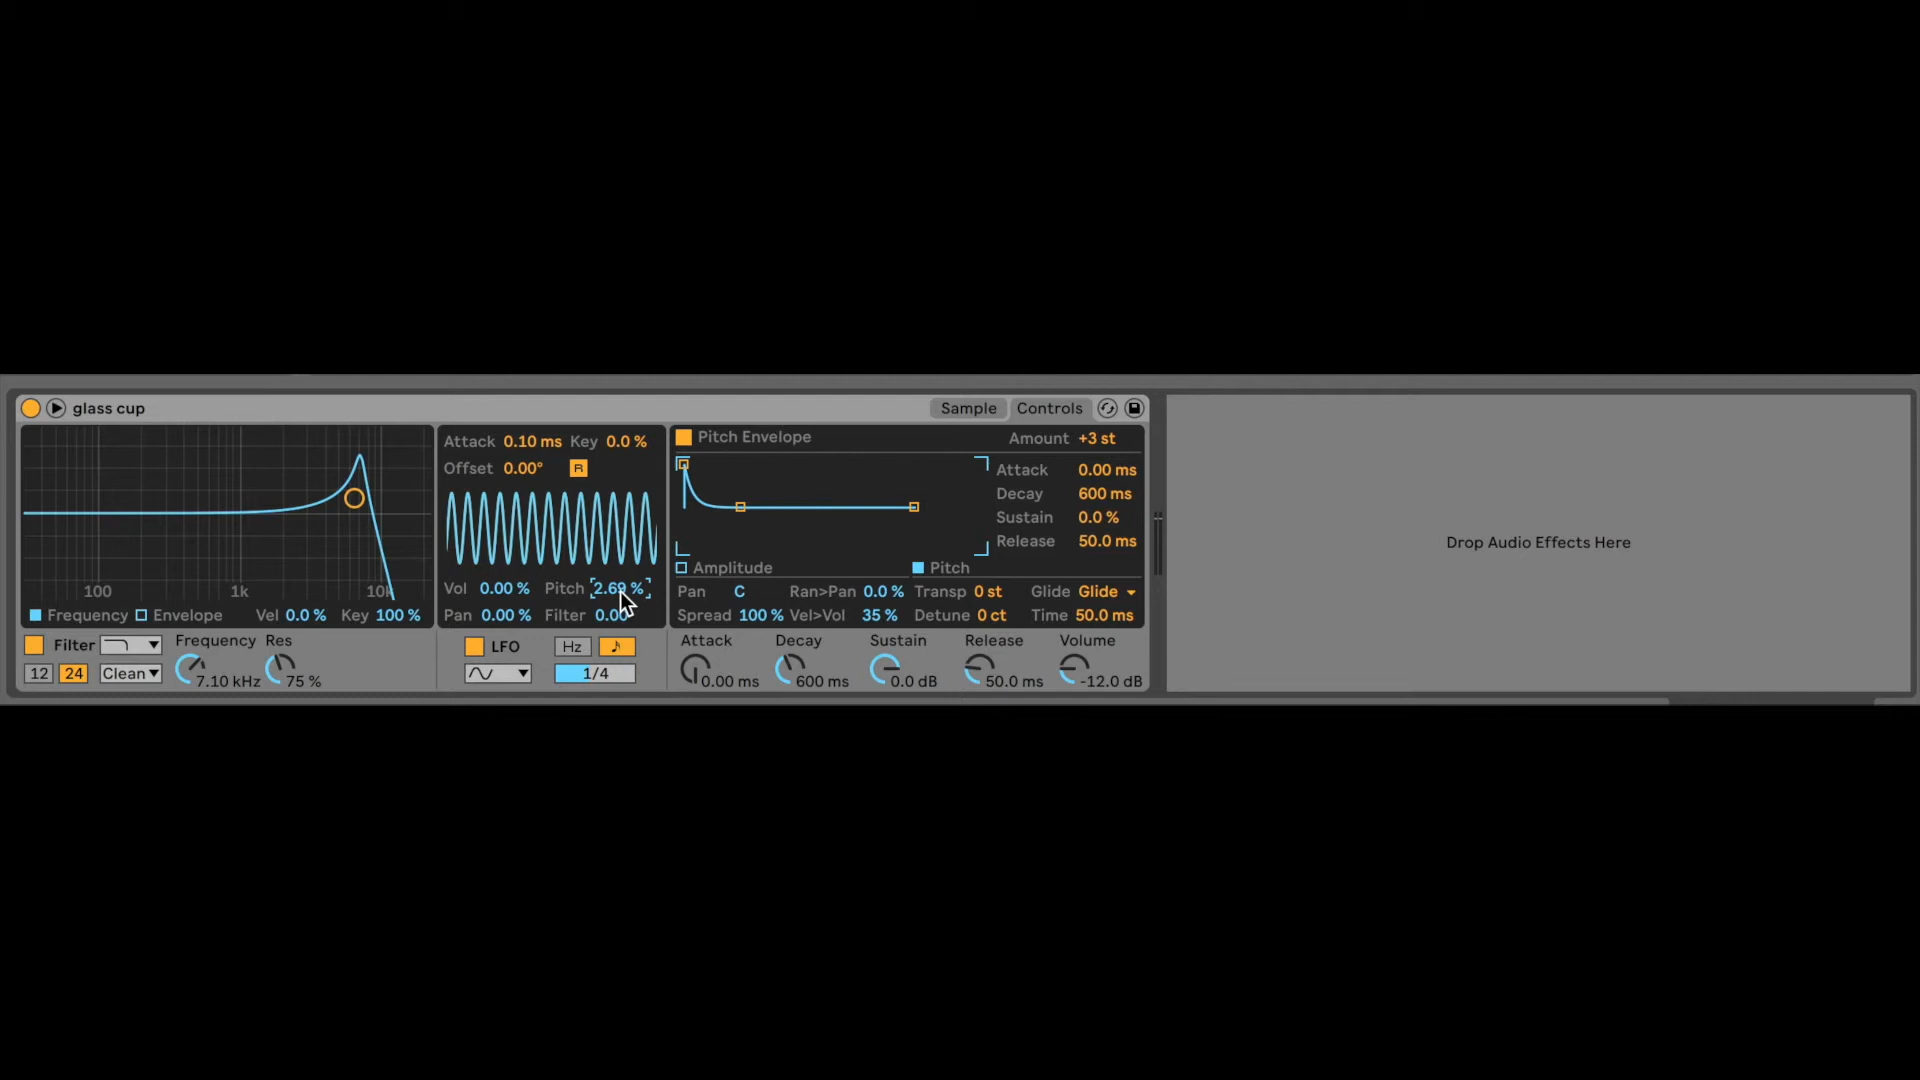 glass cup
Sample Controls
Attack 0.10 ms Key 0.0 %
Offset 0.00° R
Vol 0.00 % Pitch 2.69 %
Pan 0.00 % Filter 0.00
Pitch Envelope Amount +3 st
Attack 0.00 ms
Decay 600 ms
Sustain 0.0 %
Release 50.0 ms
Amplitude Pitch
Pan C Ran>Pan 0.0 % Transp 0 st Glide Glide
Spread 100 % Vel>Vol 35 % Detune 0 ct Time 50.0 ms
100 1k 10k
Frequency Envelope Vel 0.0 % Key 100 %
Filter Frequency Res
12 24 Clean 7.10 kHz 75 %
LFO Hz
1/4
Attack Decay Sustain Release Volume
0.00 ms 600 ms 0.0 dB 50.0 ms -12.0 dB
Drop Audio Effects Here